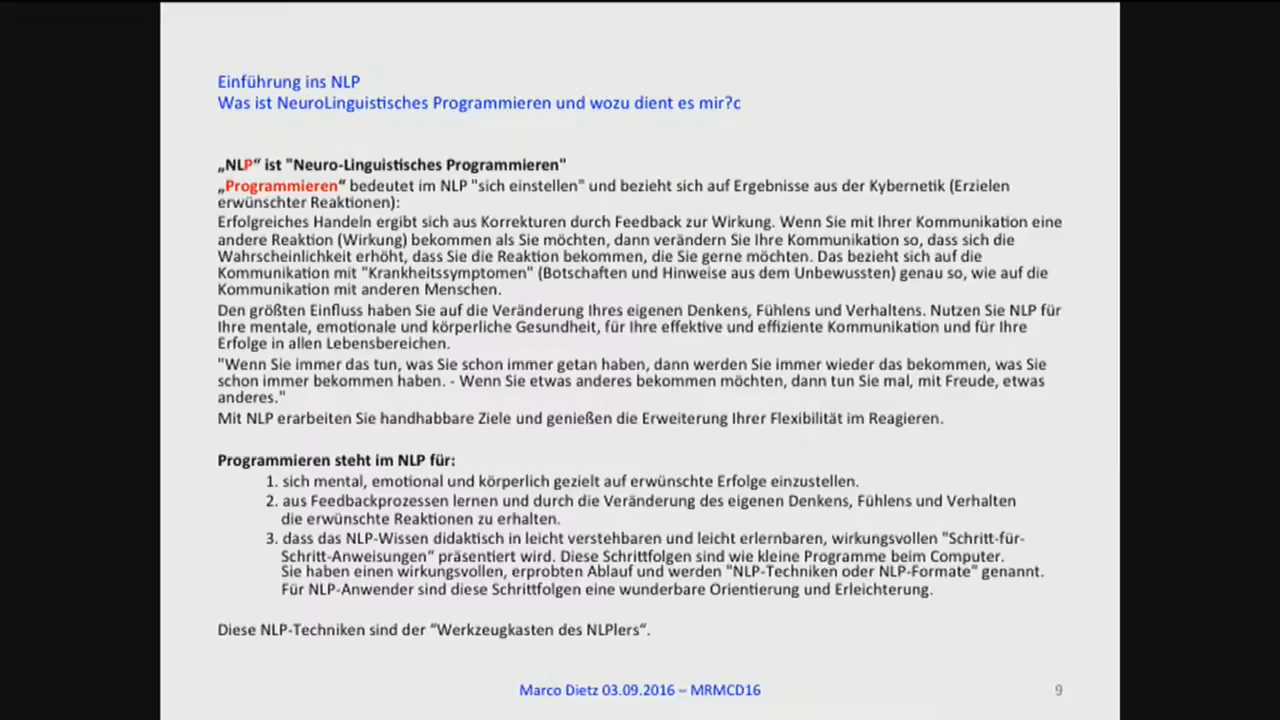 Einführung ins NLP
Was ist NeuroLinguistisches Programmieren und wozu dient es mir?c
„NLP“ ist "Neuro-Linguistisches Programmieren"
„Programmieren“ bedeutet im NLP "sich einstellen" und bezieht sich auf Ergebnisse aus der Kybernetik (Erzielen
erwünschter Reaktionen):
Erfolgreiches Handeln ergibt sich aus Korrekturen durch Feedback zur Wirkung. Wenn Sie mit Ihrer Kommunikation eine
andere Reaktion (Wirkung) bekommen als Sie möchten, dann verändern Sie Ihre Kommunikation so, dass sich die
Wahrscheinlichkeit erhöht, dass Sie die Reaktion bekommen, die Sie gerne möchten. Das bezieht sich auf die
Kommunikation mit "Krankheitssymptomen" (Botschaften und Hinweise aus dem Unbewussten) genau so, wie auf die
Kommunikation mit anderen Menschen.
Den größten Einfluss haben Sie auf die Veränderung Ihres eigenen Denkens, Fühlens und Verhaltens. Nutzen Sie NLP für
Ihre mentale, emotionale und körperliche Gesundheit, für Ihre effektive und effiziente Kommunikation und für Ihre
Erfolge in allen Lebensbereichen.
"Wenn Sie immer das tun, was Sie schon immer getan haben, dann werden Sie immer wieder das bekommen, was Sie
schon immer bekommen haben. - Wenn Sie etwas anderes bekommen möchten, dann tun Sie mal, mit Freude, etwas
anderes."
Mit NLP erarbeiten Sie handhabbare Ziele und genießen die Erweiterung Ihrer Flexibilität im Reagieren.
Programmieren steht im NLP für:
1. sich mental, emotional und körperlich gezielt auf erwünschte Erfolge einzustellen.
2. aus Feedbackprozessen lernen und durch die Veränderung des eigenen Denkens, Fühlens und Verhalten
die erwünschte Reaktionen zu erhalten.
3. dass das NLP-Wissen didaktisch in leicht verstehbaren und leicht erlernbaren, wirkungsvollen "Schritt-für-
Schritt-Anweisungen“ präsentiert wird. Diese Schrittfolgen sind wie kleine Programme beim Computer.
Sie haben einen wirkungsvollen, erprobten Ablauf und werden "NLP-Techniken oder NLP-Formate" genannt.
Für NLP-Anwender sind diese Schrittfolgen eine wunderbare Orientierung und Erleichterung.
Diese NLP-Techniken sind der “Werkzeugkasten des NLPlers“.
Marco Dietz 03.09.2016 – MRMCD16
9